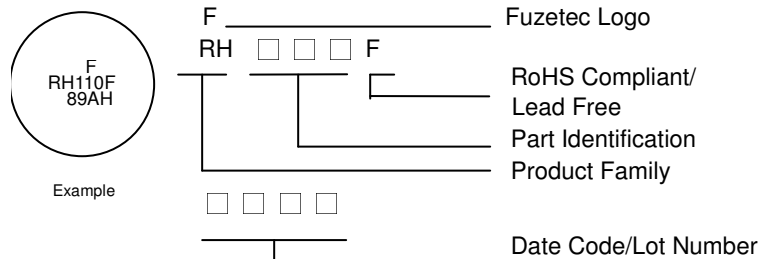 F
RH110F
89AH
Example
F Fuzetec Logo
RH □ □ □ F
RoHS Compliant/
Lead Free
Part Identification
Product Family
□ □ □ □
Date Code/Lot Number